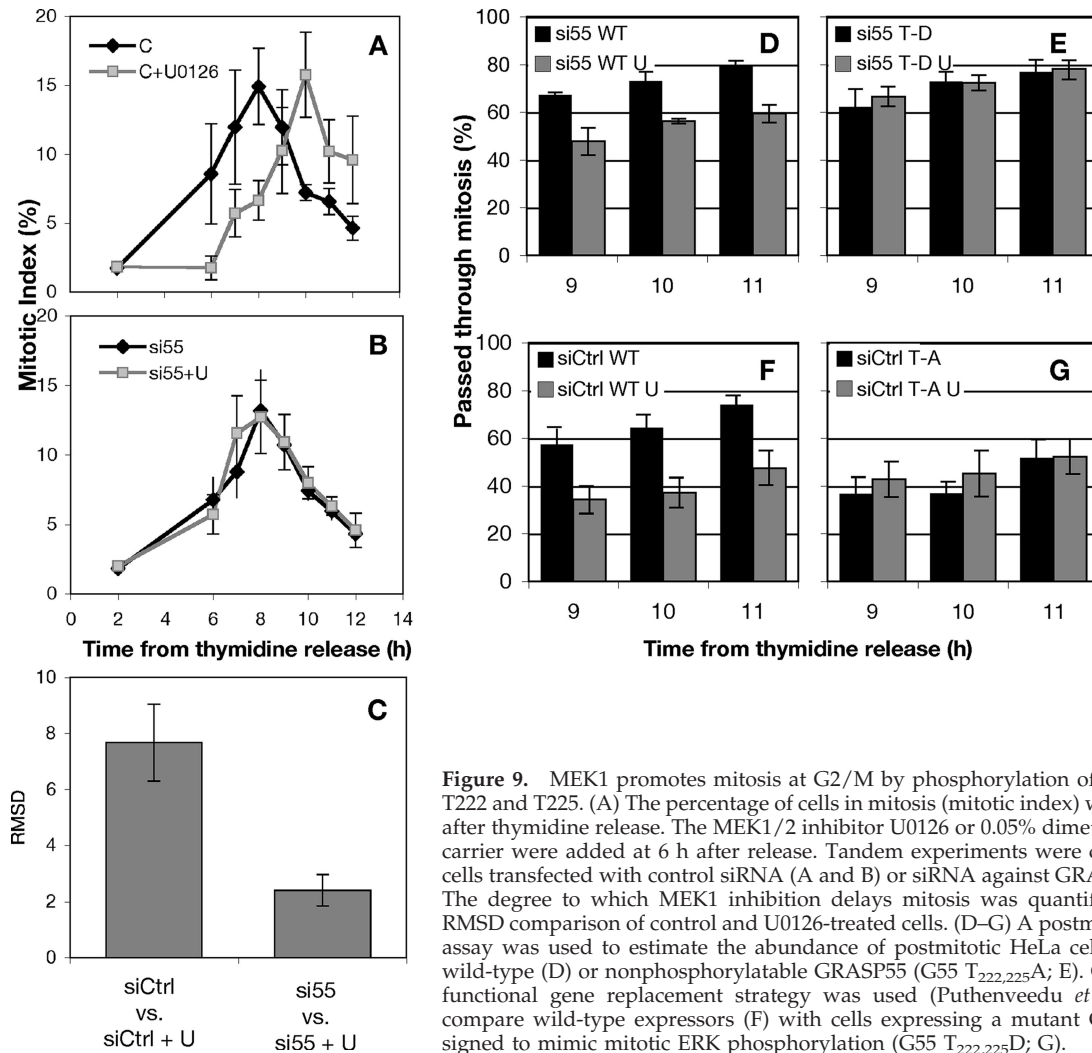 20
15
10
5
0
C
C+U0126
A
20
15
10
5
0
si55
si55+U
B
0 2 4 6 8 10 12 14
Mitotic Index (%)
Time from thymidine release (h)
10
8
6
4
2
0
RMSD
C
siCtrl
vs.
siCtrl + U
si55
vs.
si55 + U
100
80
60
40
20
0
si55 WT
si55 WT U
D
9 10 11
si55 T-D
si55 T-D U
E
9 10 11
Passed through mitosis (%)
100
80
60
40
20
0
siCtrl WT
siCtrl WT U
F
9 10 11
siCtrl T-A
siCtrl T-A U
G
9 10 11
Time from thymidine release (h)
Figure 9. MEK1 promotes mitosis at G2/M by phosphorylation of
T222 and T225. (A) The percentage of cells in mitosis (mitotic index)
after thymidine release. The MEK1/2 inhibitor U0126 or 0.05%
carrier were added at 6 h after release. Tandem experiments were
cells transfected with control siRNA (A and B) or siRNA against
The degree to which MEK1 inhibition delays mitosis was
RMSD comparison of control and U0126-treated cells. (D–G) A
assay was used to estimate the abundance of postmitotic HeLa
wild-type (D) or nonphosphorylatable GRASP55 (G55 T222,225A; E).
functional gene replacement strategy was used (Puthenveedu et
compare wild-type expressors (F) with cells expressing a mutant
signed to mimic mitotic ERK phosphorylation (G55 T222,225D; G).